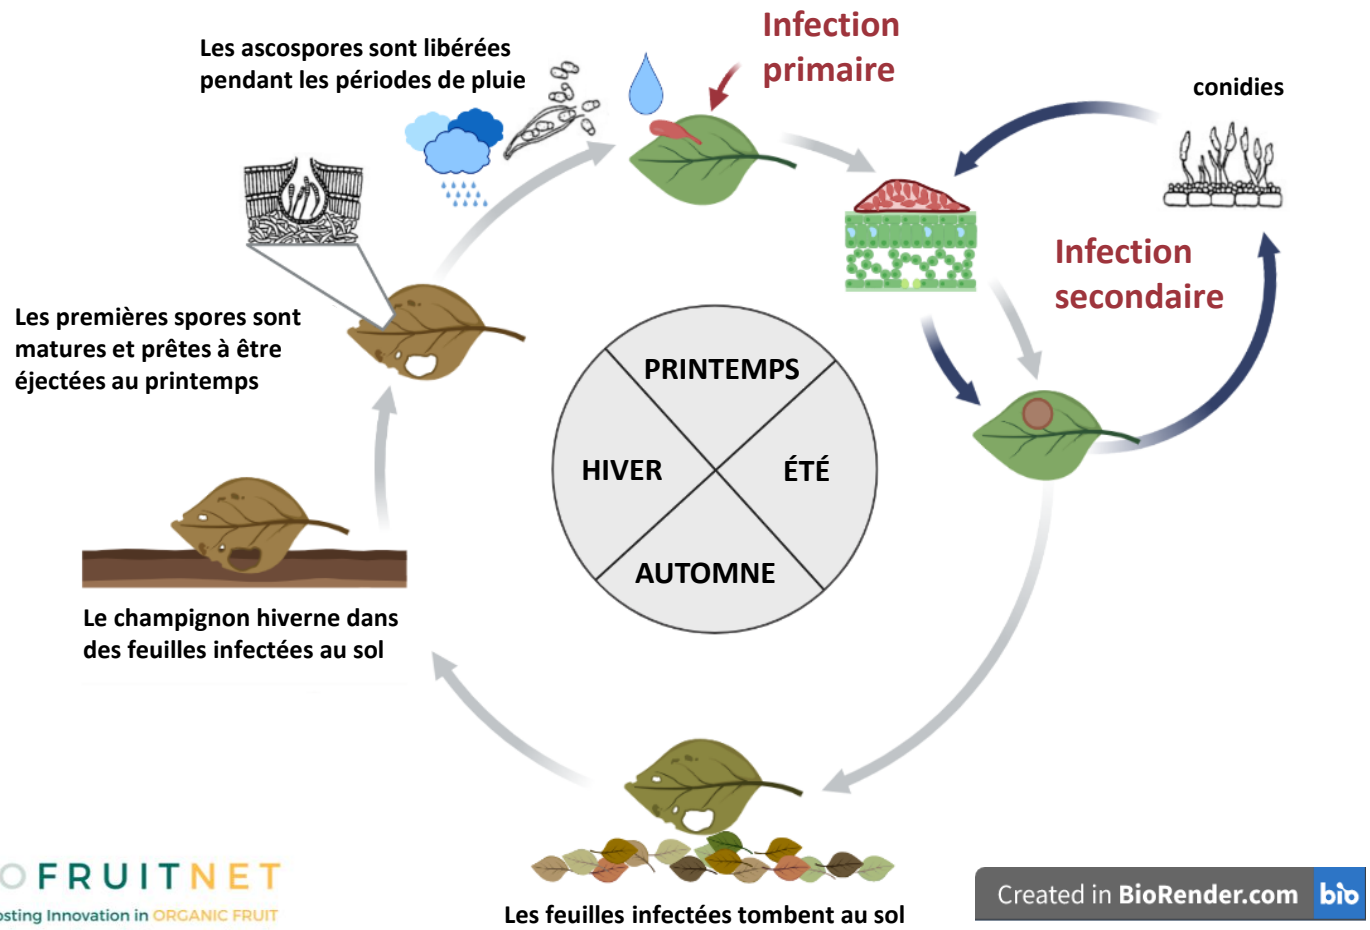 Les ascospores sont libérées
pendant les périodes de pluie
Infection
primaire
conidies
Infection
secondaire
Les premières spores sont
matures et prêtes à être
éjectées au printemps
PRINTEMPS
HIVER
ÉTÉ
AUTOMNE
Le champignon hiverne dans
des feuilles infectées au sol
Les feuilles infectées tombent au sol
OFRUITNET
osting Innovation in ORGANIC FRUIT
Created in BioRender.com bio